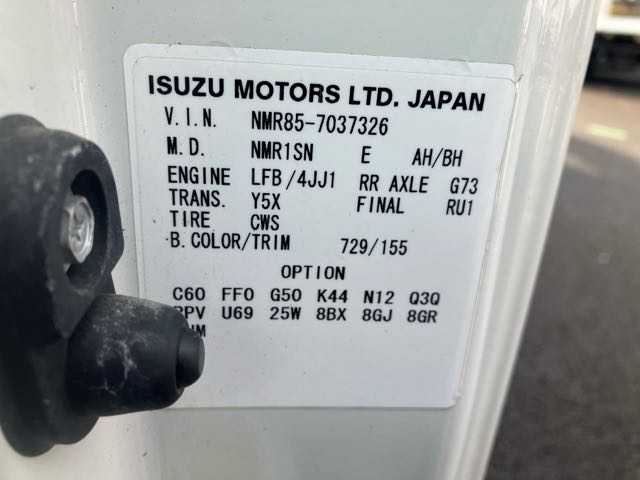 ISUZU MOTORS LTD. JAPAN
V. I. N. NMR85-7037326
M. D. NMR1SN E AH/BH
ENGINE LFB/4JJ1 RR AXLE G73
TRANS. Y5X FINAL RU1
TIRE CWS
B. COLOR/TRIM 729/155
OPTION
C60 FF0 G50 K44 N12 Q3Q
U69 25W 8BX 8GJ 8GR